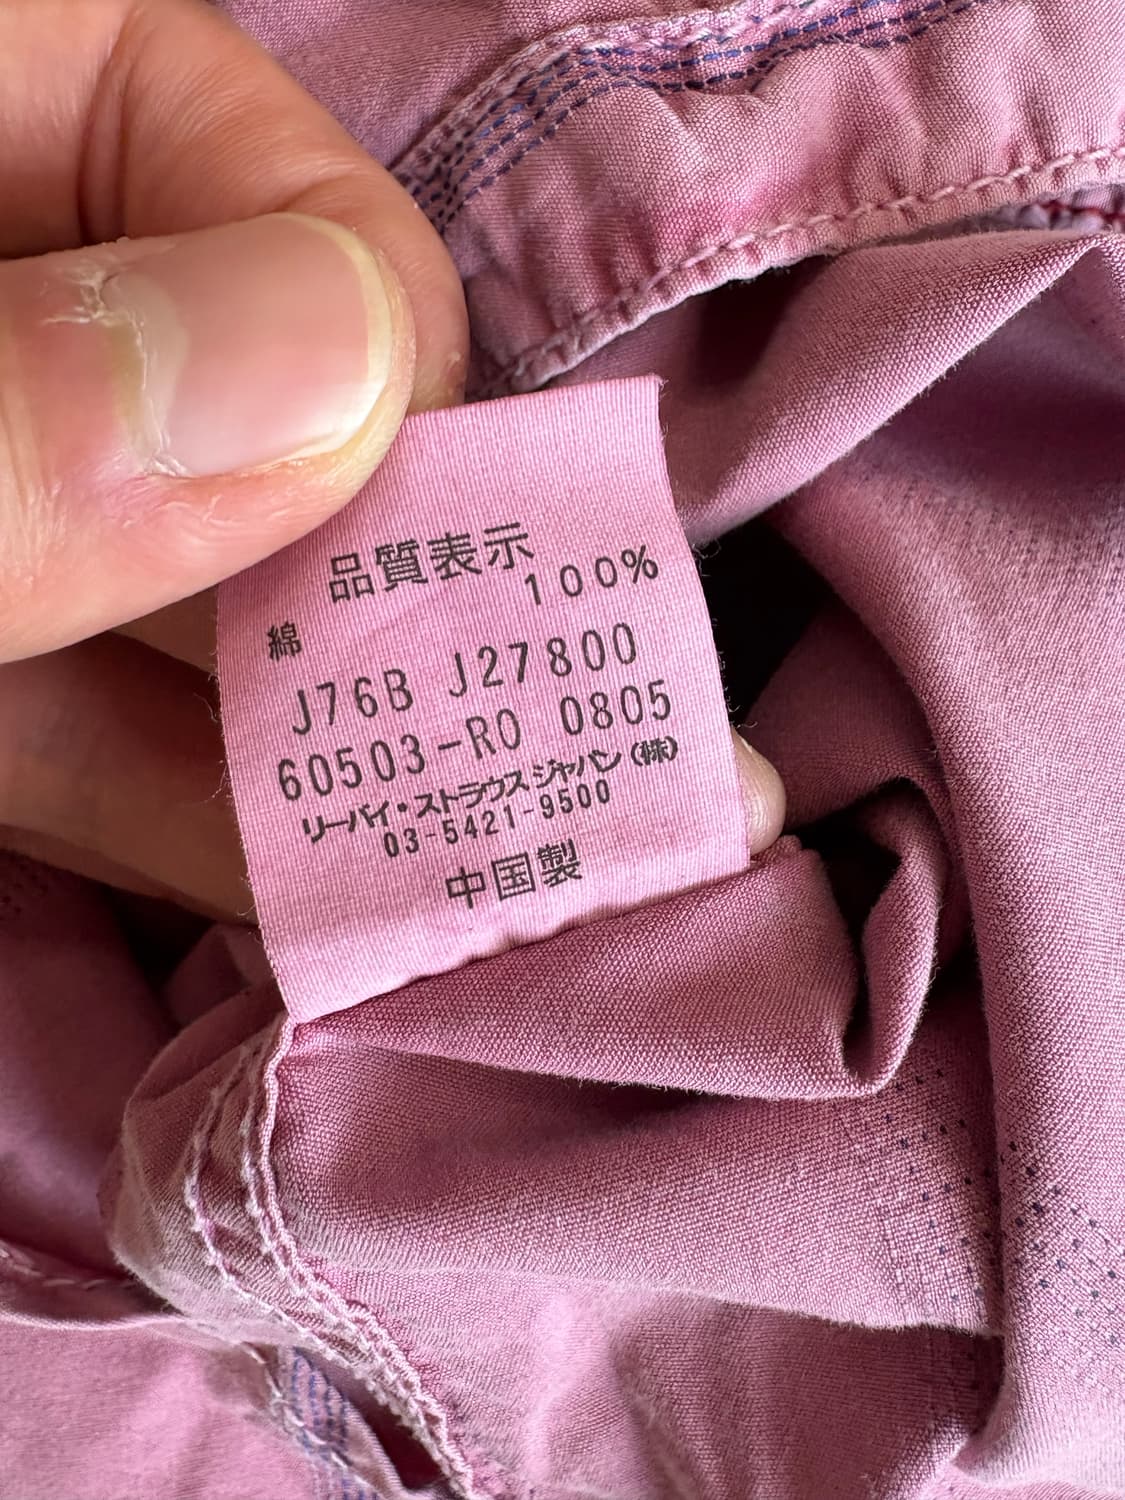 品質表示
綿 100%
J76B J27800
60503-R0 0805
リーバイ・ストラウス ジャパン(株)
03-5421-9500
中国製